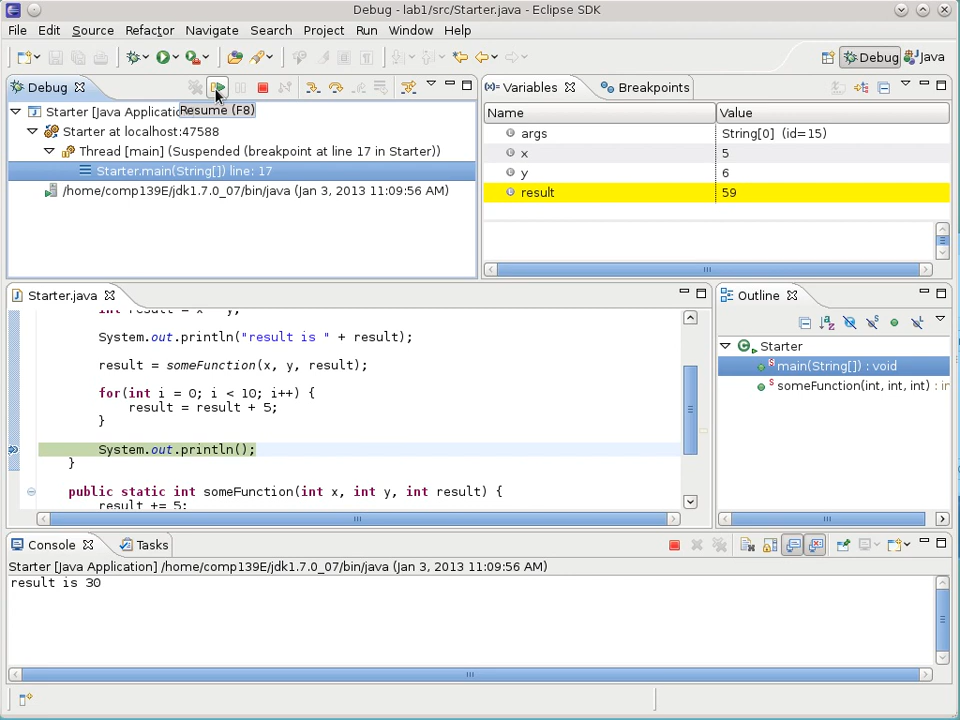 Debug - lab1/src/Starter.java - Eclipse SDK
File Edit Source Refactor Navigate Search Project Run Window Help
Debug Java
Debug
Resume (F8)
Starter [Java Applicatio
Starter at localhost:47588
Thread [main] (Suspended (breakpoint at line 17 in Starter))
Starter.main(String[]) line: 17
/home/comp139E/jdk1.7.0_07/bin/java (Jan 3, 2013 11:09:56 AM)
(x)= Variables Breakpoints
Name Value
args String[0] (id=15)
x 5
y 6
result 59
Starter.java
int result = x * y;
System.out.println("result is " + result);
result = someFunction(x, y, result);
for(int i = 0; i < 10; i++) {
result = result + 5;
}
System.out.println();
}
public static int someFunction(int x, int y, int result) {
result += 5;
Outline
Starter
main(String[]) : void
someFunction(int, int, int) : in
Console Tasks
Starter [Java Application] /home/comp139E/jdk1.7.0_07/bin/java (Jan 3, 2013 11:09:56 AM)
result is 30